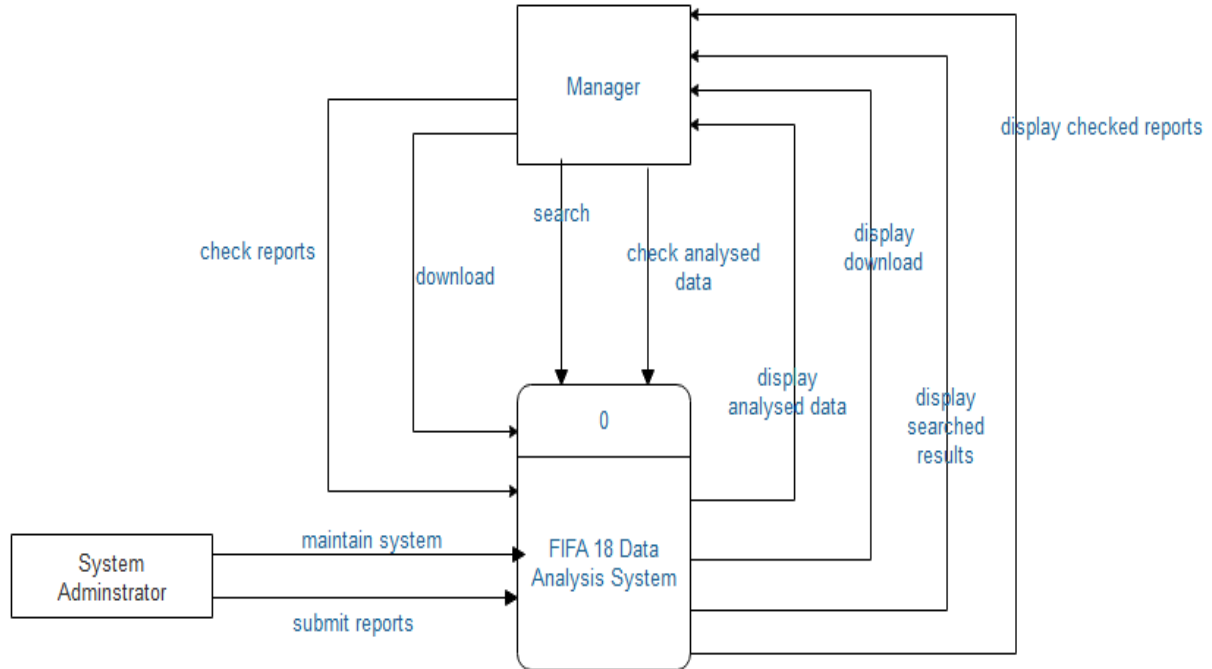 Manager
display checked reports
search
check reports
check analysed
data
display
download
download
display
analysed data
display
searched
results
0
maintain system
FIFA 18 Data
Analysis System
System
Adminstrator
submit reports